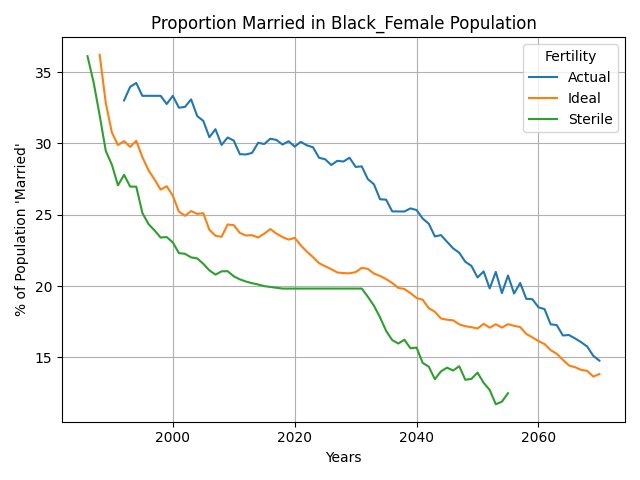 Proportion Married in Black_Female Population
% of Population 'Married'
35
30
25
20
15
2000
2020
2040
2060
Years
Fertility
Actual
Ideal
Sterile